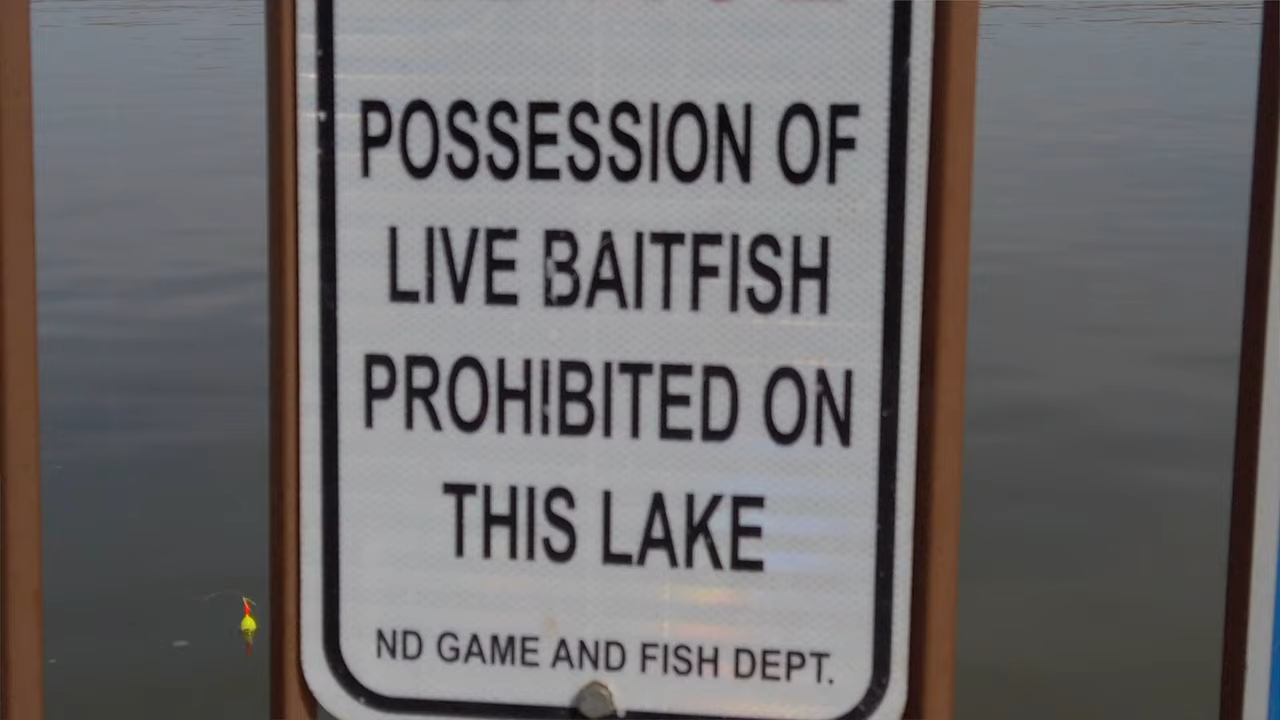 POSSESSION OF
LIVE BAITFISH
PROHIBITED ON
THIS LAKE
ND GAME AND FISH DEPT.